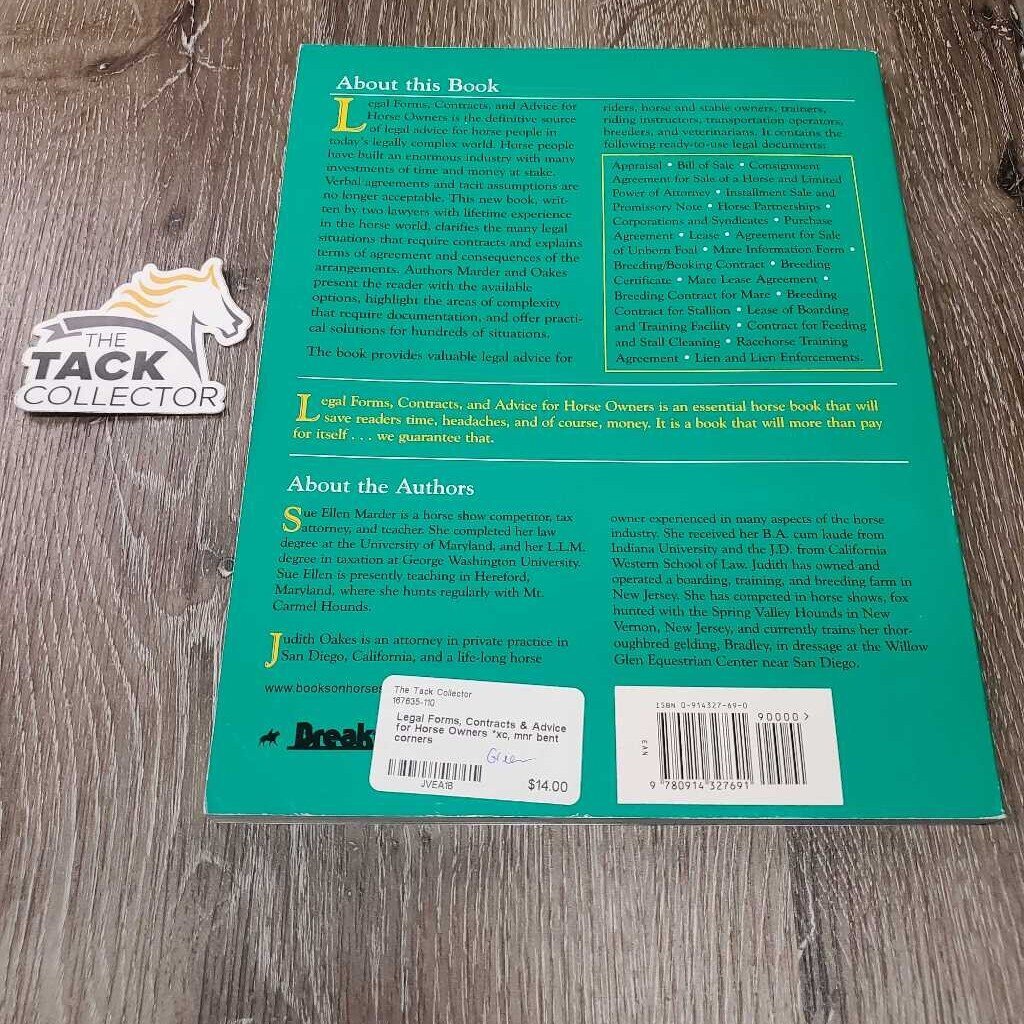 THE
TACK
COLLECTOR
About this Book
Legal Forms, Contracts, and Advice for
Horse Owners is the definitive source
of legal advice for horse people in
today's legally complex world. Horse people
have built an enormous industry with many
investments of time and money at stake.
Verbal agreements and tacit assumptions are
no longer acceptable. This new book, writ-
ten by two lawyers with lifetime experience
in the horse world, clarifies the many legal
situations that require contracts and explains
terms of agreement and consequences of the
arrangements. Authors Marder and Oakes
present the reader with the available
options, highlight the areas of complexity
that require documentation, and offer practi-
cal solutions for hundreds of situations.
The book provides valuable legal advice for
riders, horse and stable owners, trainers,
riding instructors, transportation operators,
breeders, and veterinarians. It contains the
following ready-to-use legal documents:
Appraisal • Bill of Sale • Consignment
Agreement for Sale of a Horse and Limited
Power of Attorney • Installment Sale and
Promissory Note • Horse Partnerships •
Corporations and Syndicates • Purchase
Agreement • Lease • Agreement for Sale
of Unborn Foal • Mare Information Form •
Breeding/Booking Contract • Breeding
Certificate • Mare Lease Agreement •
Breeding Contract for Mare • Breeding
Contract for Stallion • Lease of Boarding
and Training Facility • Contract for Feeding
and Stall Cleaning • Racehorse Training
Agreement • Lien and Lien Enforcements.
Legal Forms, Contracts, and Advice for Horse Owners is an essential horse book that will
save readers time, headaches, and of course, money. It is a book that will more than pay
for itself . . . we guarantee that.
About the Authors
Sue Ellen Marder is a horse show competitor, tax
attorney, and teacher. She completed her law
degree at the University of Maryland, and her L.L.M.
degree in taxation at George Washington University.
Sue Ellen is presently teaching in Hereford,
Maryland, where she hunts regularly with Mt.
Carmel Hounds.
Judith Oakes is an attorney in private practice in
San Diego, California, and a life-long horse
owner experienced in many aspects of the horse
industry. She received her B.A. cum laude from
Indiana University and the J.D. from California
Western School of Law. Judith has owned and
operated a boarding, training, and breeding farm in
New Jersey. She has competed in horse shows, fox
hunted with the Spring Valley Hounds in New
Vernon, New Jersey, and currently trains her thor-
oughbred gelding, Bradley, in dressage at the Willow
Glen Equestrian Center near San Diego.
www.booksonhorses
Break
The Tack Collector
167635-110
Legal Forms, Contracts & Advice
for Horse Owners *xc, mnr bent
corners
Green
JVEA1B
$14.00
ISBN 0-914327-69-0
90000>
EAN
9 780914 327691